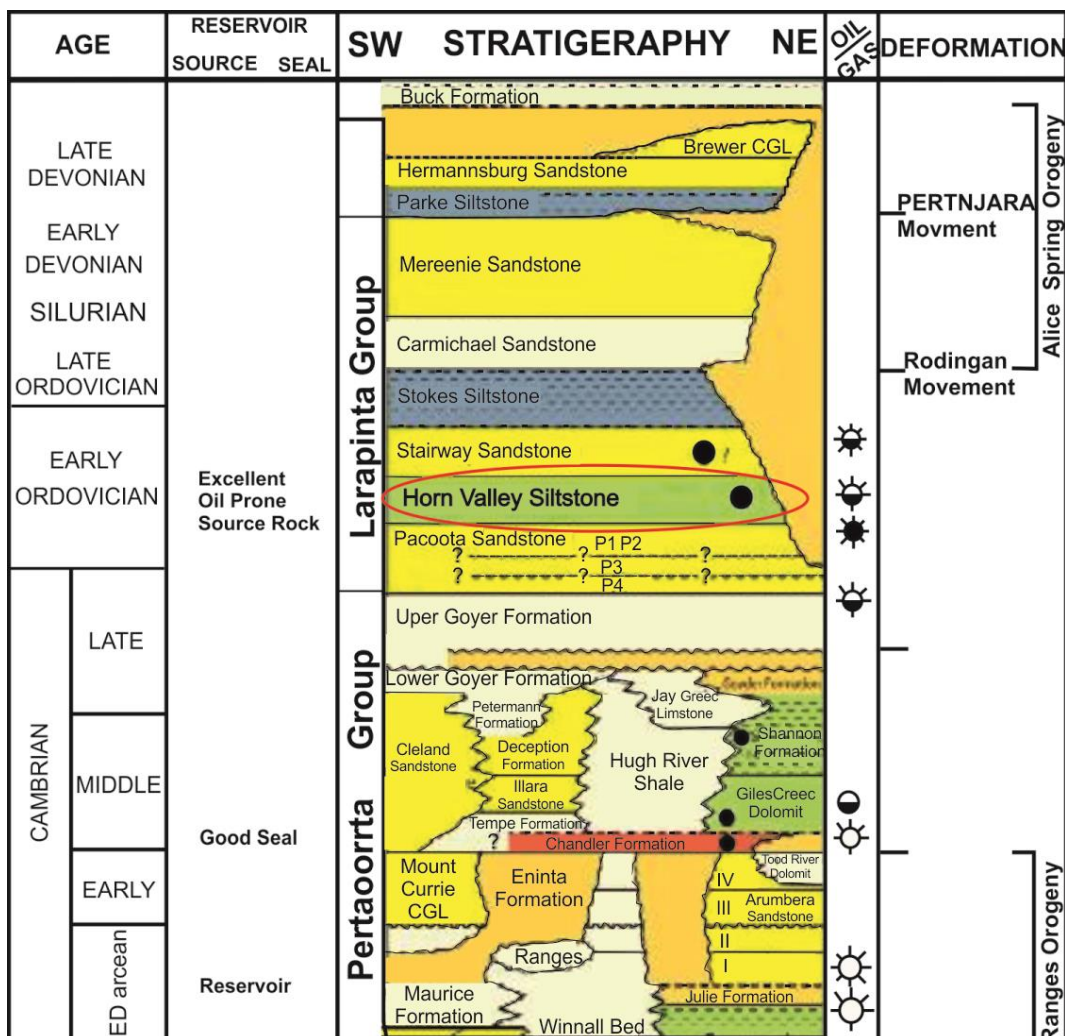 AGE
RESERVOIR
SOURCE SEAL
SW STRATIGERAPHY NE
OIL/GAS
DEFORMATION
LATE
DEVONIAN
EARLY
DEVONIAN
SILURIAN
LATE
ORDOVICIAN
EARLY
ORDOVICIAN
CAMBRIAN
LATE
MIDDLE
EARLY
ED arcean
Excellent
Oil Prone
Source Rock
Good Seal
Reservoir
Larapinta Group
Pertaoorta Group
Buck Formation
Brewer CGL
Hermannsburg Sandstone
Parke Siltstone
Mereenie Sandstone
Carmichael Sandstone
Stokes Siltstone
Stairway Sandstone
Horn Valley Siltstone
Pacoota Sandstone
P1 P2
? ? ?
P3
? ? ?
P4
Uper Goyer Formation
Lower Goyer Formation
Petermann
Formation
Jay Greec
Limstone
Cleland
Sandstone
Deception
Formation
Hugh River
Shale
Shannon
Formation
Illara
Sandstone
GilesCreec
Dolomit
Tempe Formation
?
Chandler Formation
Tood River
Dolomit
Mount
Currie
CGL
Eninta
Formation
IV
III
Arumbera
Sandstone
II
I
Ranges
Maurice
Formation
Winnall Bed
Julie Formation
PERTNJARA
Movment
Rodingan
Movement
Alice Spring Orogeny
Ranges Orogeny